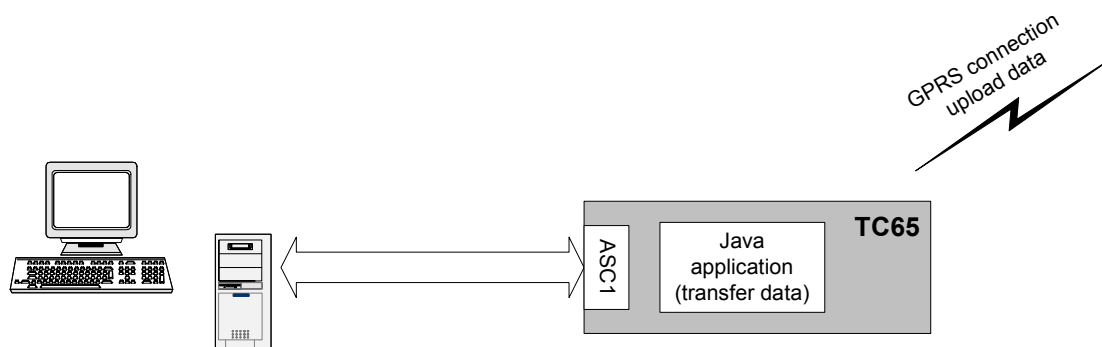 GPRS connection
upload data
TC65
ASC1
Java
application
(transfer data)